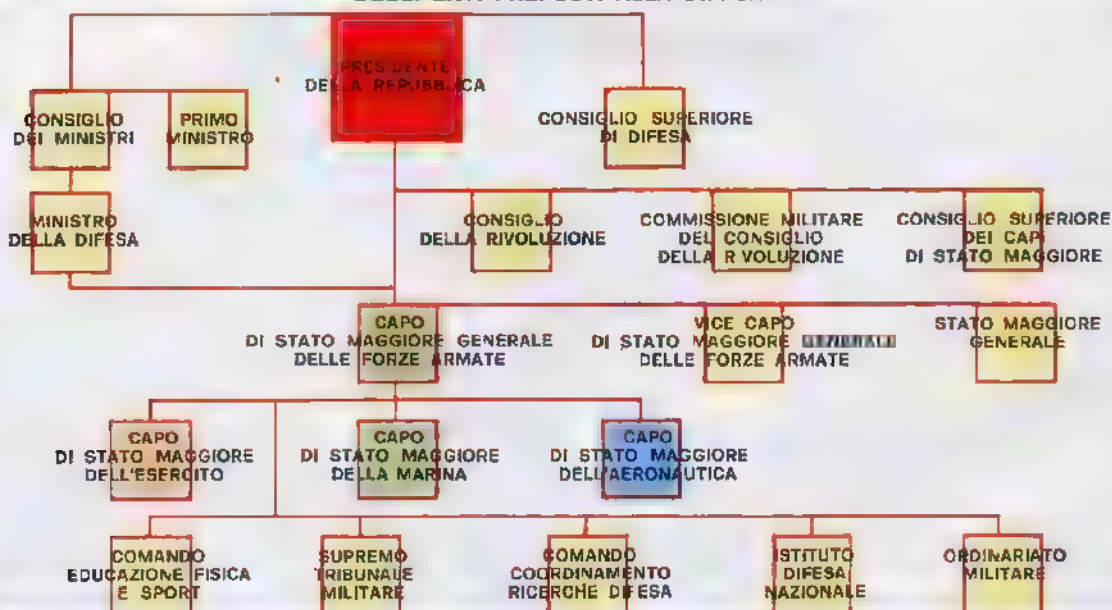 PRESIDENTE
DELLA REPUBBLICA
CONSIGLIO
DEI MINISTRI
PRIMO
MINISTRO
CONSIGLIO SUPERIORE
DI DIFESA
MINISTRO
DELLA DIFESA
CONSIGLIO
DELLA RIVOLUZIONE
COMMISSIONE MILITARE
DEL CONSIGLIO
DELLA RIVOLUZIONE
CONSIGLIO SUPERIORE
DEI CAPI
DI STATO MAGGIORE
CAPO
DI STATO MAGGIORE GENERALE
DELLE FORZE ARMATE
VICE CAPO
DI STATO MAGGIORE GENERALE
DELLE FORZE ARMATE
STATO MAGGIORE
GENERALE
CAPO
DI STATO MAGGIORE
DELL'ESERCITO
CAPO
DI STATO MAGGIORE
DELLA MARINA
CAPO
DI STATO MAGGIORE
DELL'AERONAUTICA
COMANDO
EDUCAZIONE FISICA
E SPORT
SUPREMO
TRIBUNALE
MILITARE
COMANDO
COORDINAMENTO
RICERCHE DIFESA
ISTITUTO
DIFESA
NAZIONALE
ORDINARIATO
MILITARE